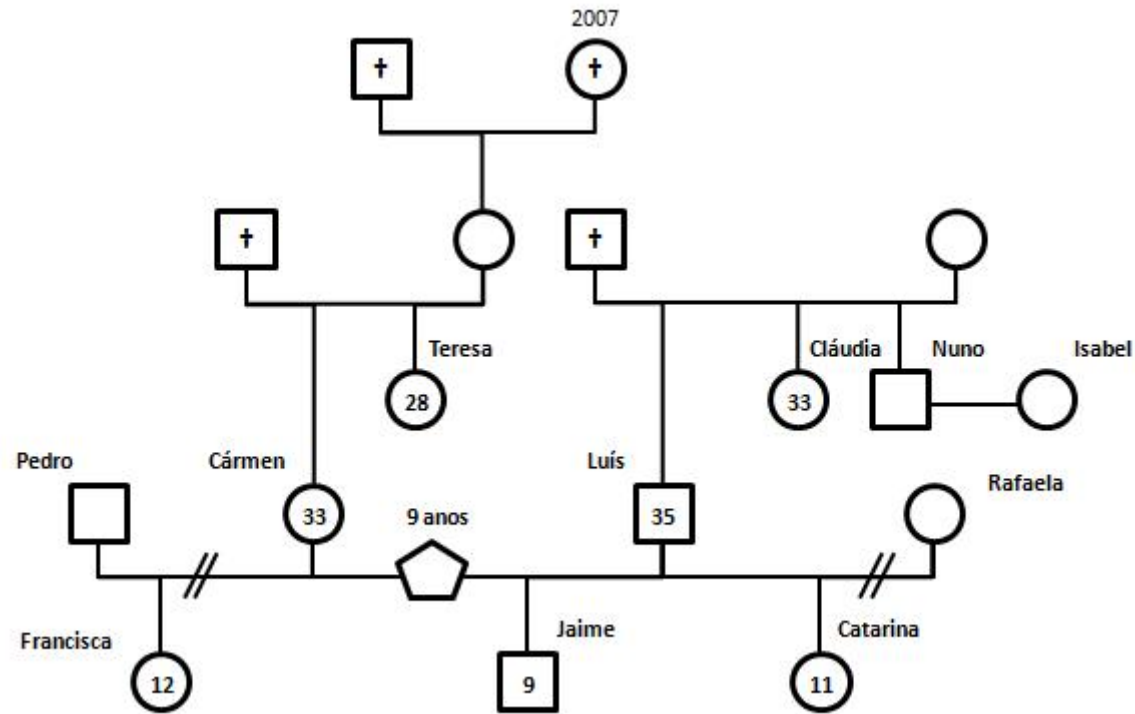 2007
✝
✝
✝
✝
Teresa
Cláudia
Nuno
Isabel
28
33
Pedro
Cármen
Luís
Rafaela
33
9 anos
35
Francisca
Jaime
Catarina
12
9
11